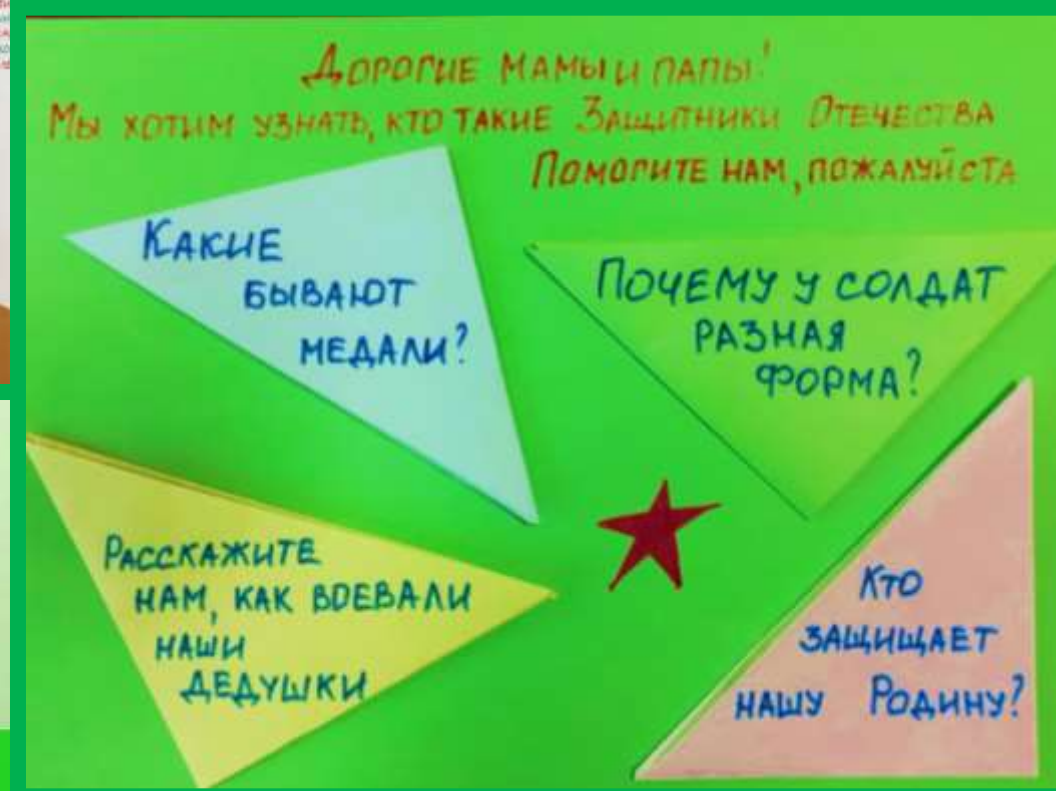 Дорогие мамы и папы!
Мы хотим узнать, кто такие Защитники Отечества
Помогите нам, пожалуйста
Какие
бывают
медали?
Почему у солдат
разная
форма?
Расскажите
нам, как воевали
наши
дедушки
Кто
защищает
нашу Родину?